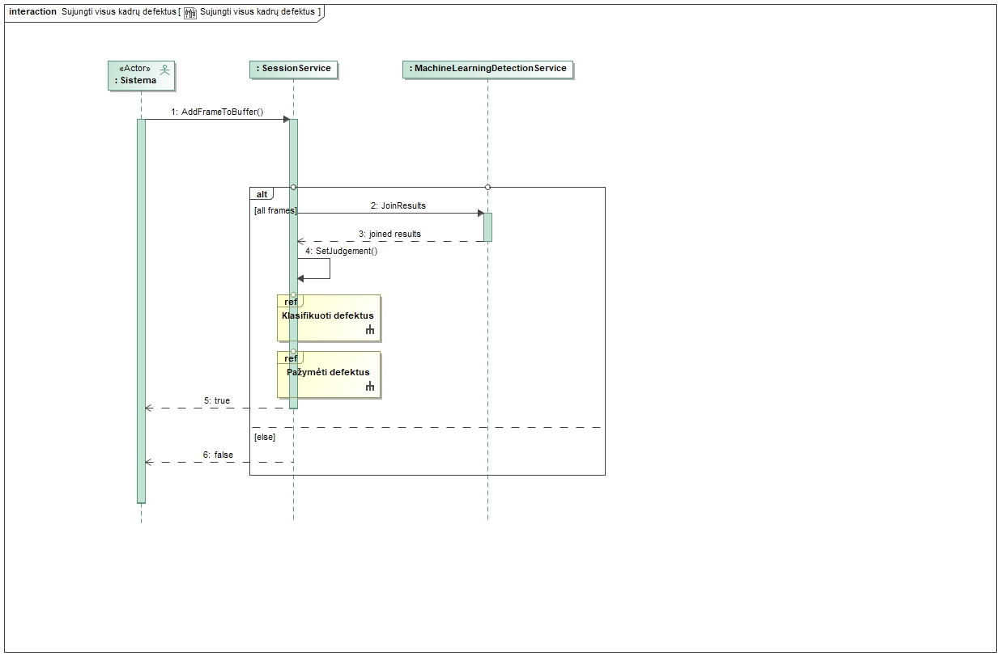 interaction Sujungti visus kadrų defektus [ Sujungti visus kadrų defektus ]
«Actor»
: Sistema
: SessionService
: MachineLearningDetectionService
1: AddFrameToBuffer()
alt
[all frames]
2: JoinResults
3: joined results
4: SetJudgement()
ref
Klasifikuoti defektus
ref
Pažymėti defektus
5: true
[else]
6: false